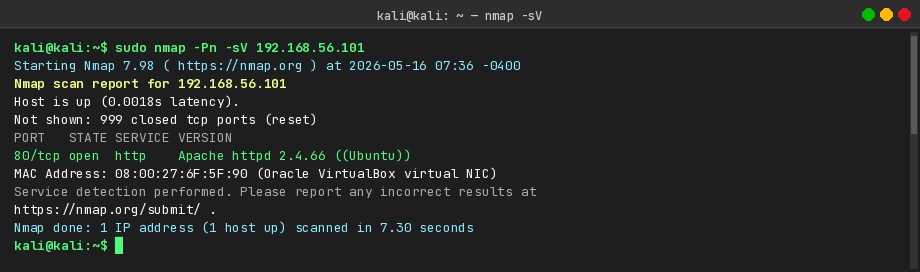 kali@kali: ~ — nmap -sV
kali@kali:~$ sudo nmap -Pn -sV 192.168.56.101
Starting Nmap 7.98 ( https://nmap.org ) at 2026-05-16 07:36 -0400
Nmap scan report for 192.168.56.101
Host is up (0.0018s latency).
Not shown: 999 closed tcp ports (reset)
PORT   STATE SERVICE VERSION
80/tcp open  http    Apache httpd 2.4.66 ((Ubuntu))
MAC Address: 08:00:27:6F:5F:90 (Oracle VirtualBox virtual NIC)
Service detection performed. Please report any incorrect results at
https://nmap.org/submit/ .
Nmap done: 1 IP address (1 host up) scanned in 7.30 seconds
kali@kali:~$